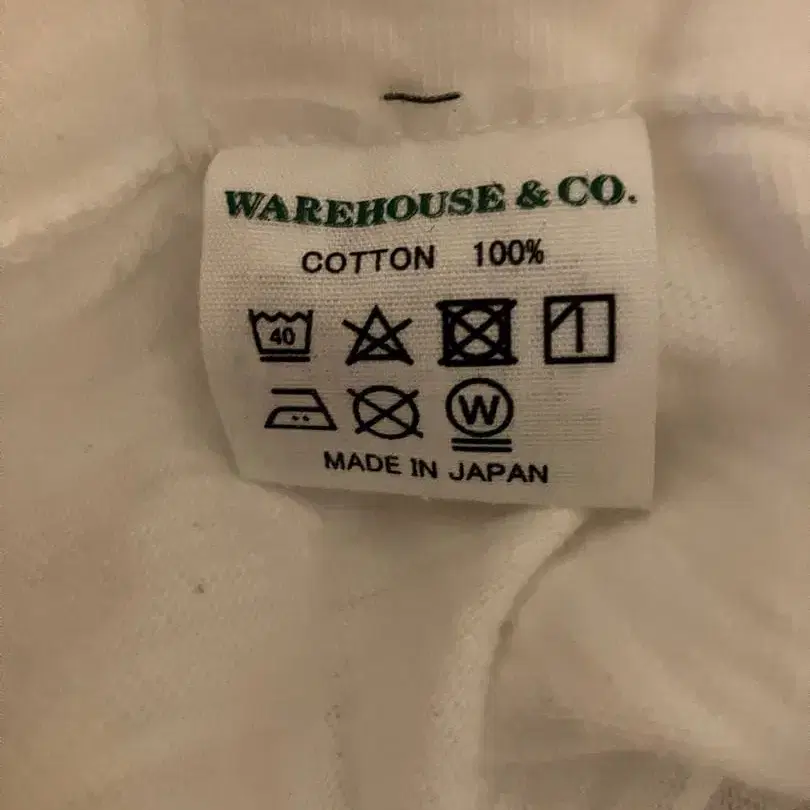 WAREHOUSE & CO.
COTTON 100%
40
W
MADE IN JAPAN